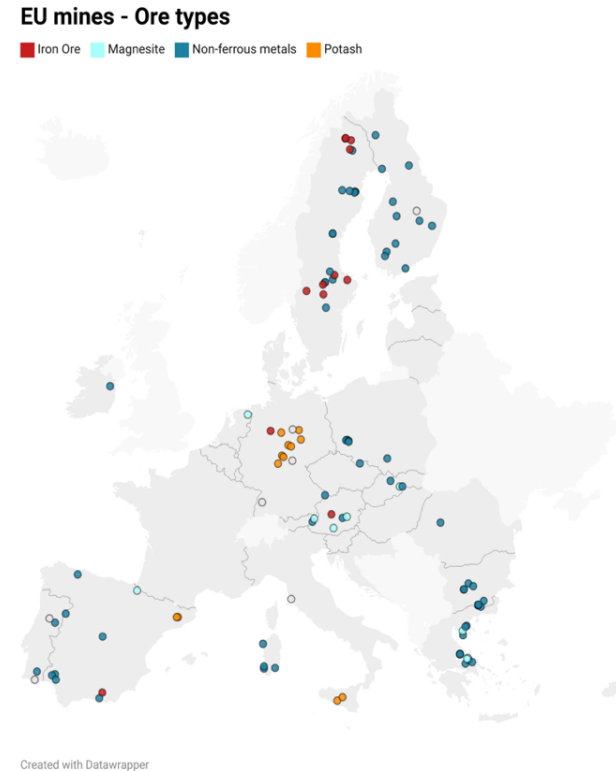 EU mines - Ore types
Iron Ore Magnesite Non-ferrous metals Potash
Created with Datawrapper